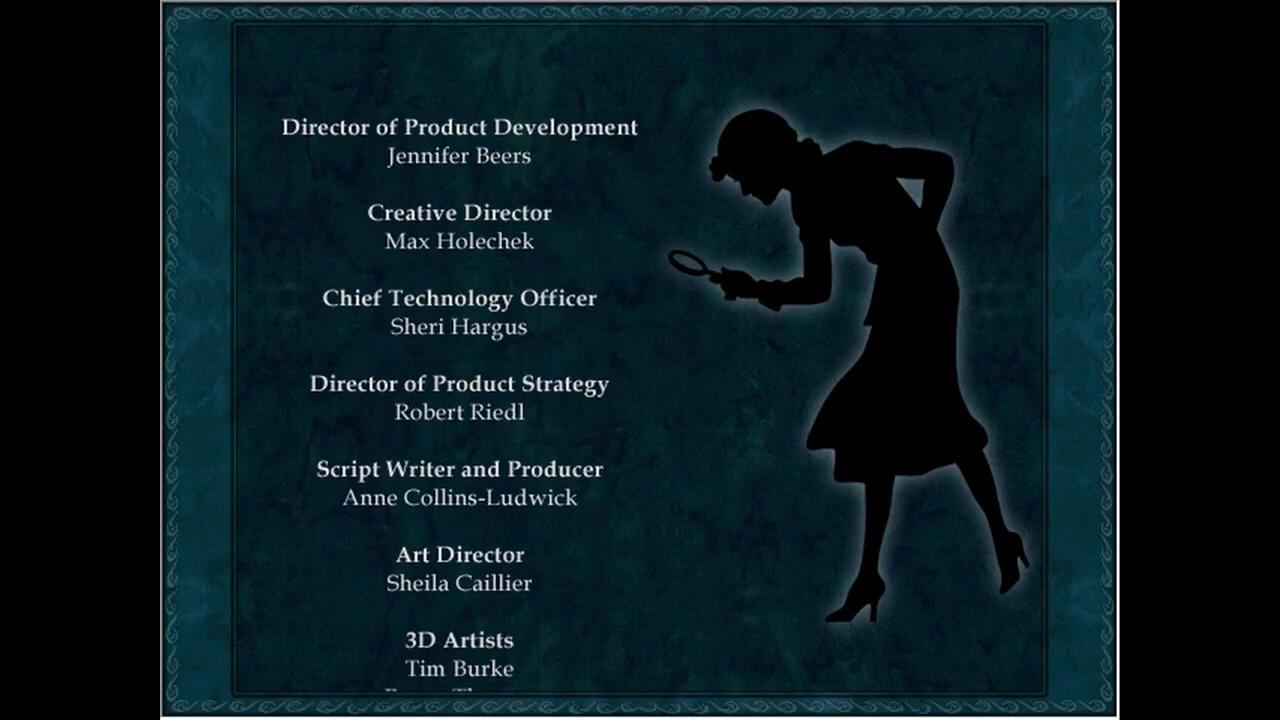 Director of Product Development
Jennifer Beers
Creative Director
Max Holechek
Chief Technology Officer
Sheri Hargus
Director of Product Strategy
Robert Riedl
Script Writer and Producer
Anne Collins-Ludwick
Art Director
Sheila Caillier
3D Artists
Tim Burke